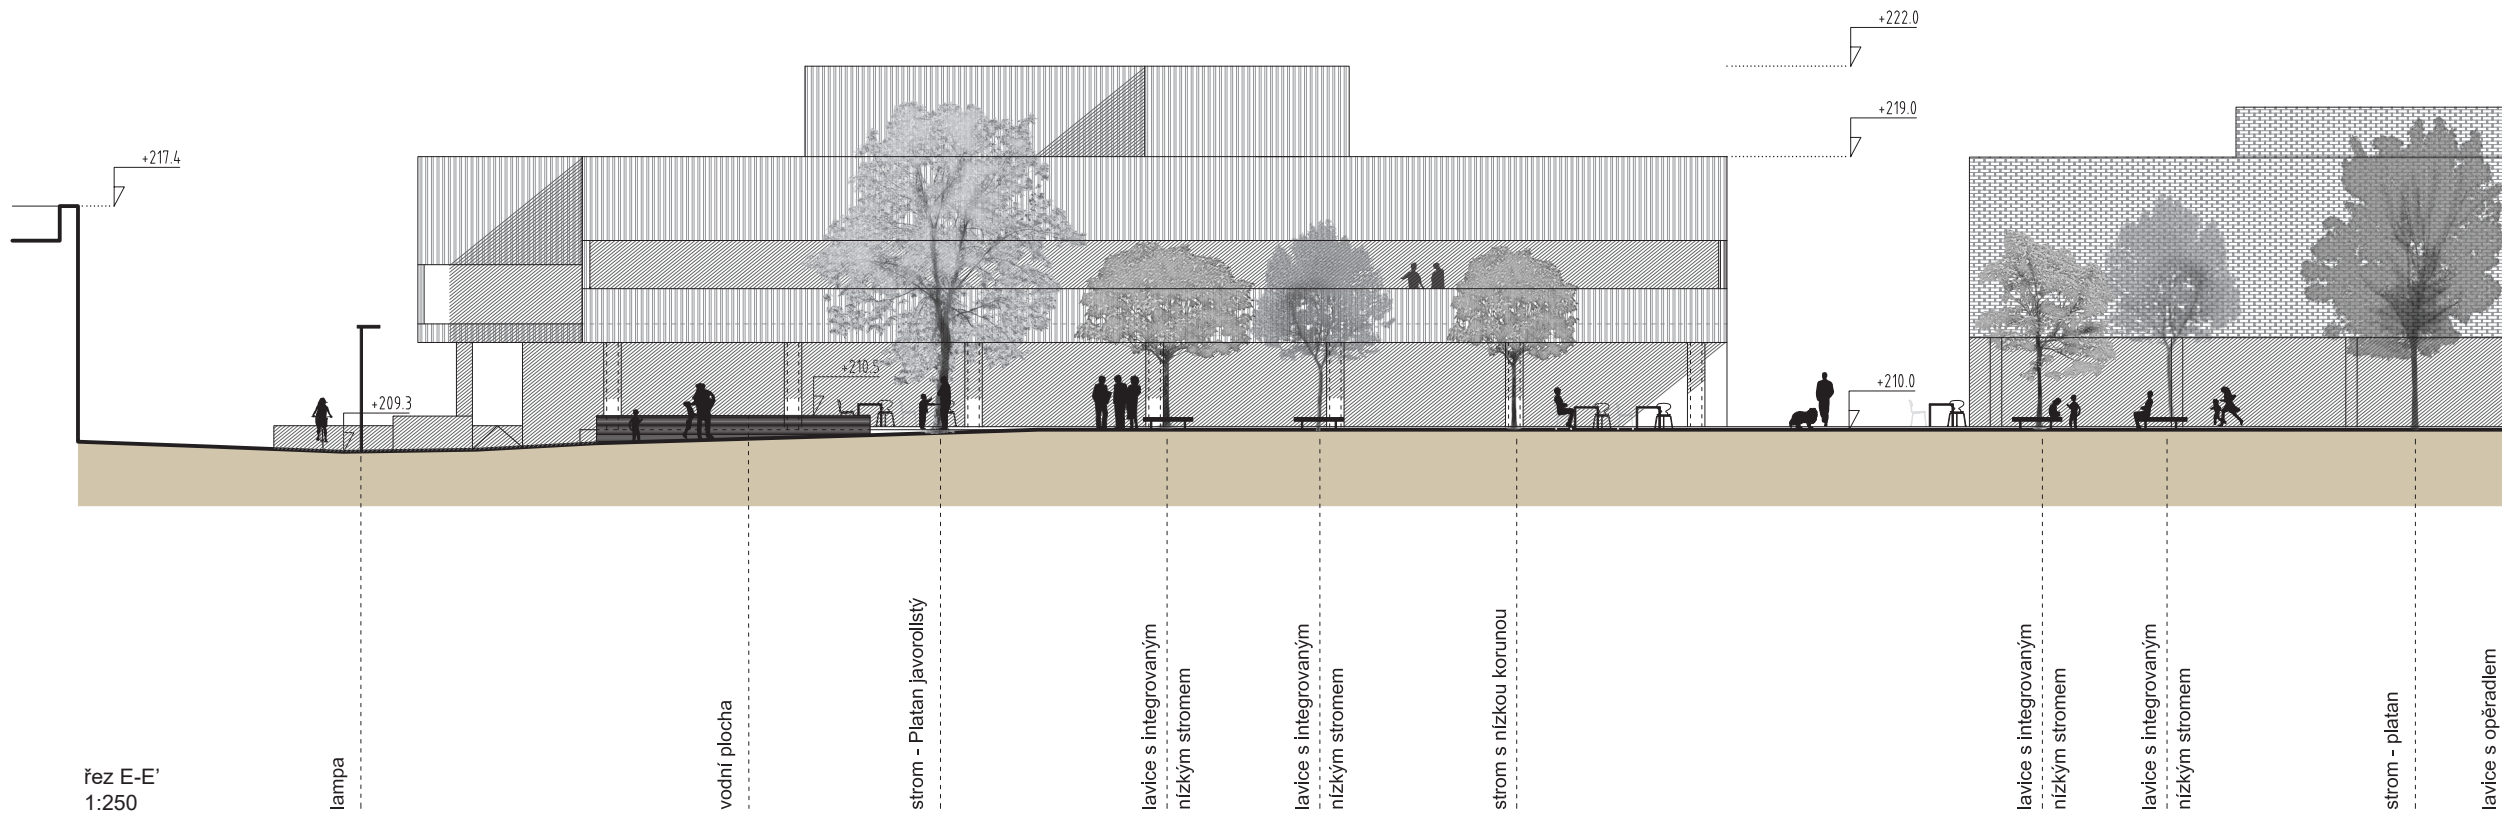 +222.0
+219.0
+217.4
+210.5
+210.0
+209.3
řez E-E’
1:250
lampa
vodní plocha
strom - Platan javorollstý
lavice s integrovaným
nízkým stromem
lavice s integrovaným
nízkým stromem
strom s nízkou korunou
lavice s integrovaným
nízkým stromem
lavice s integrovaným
nízkým stromem
strom - platan
lavice s opěradlem